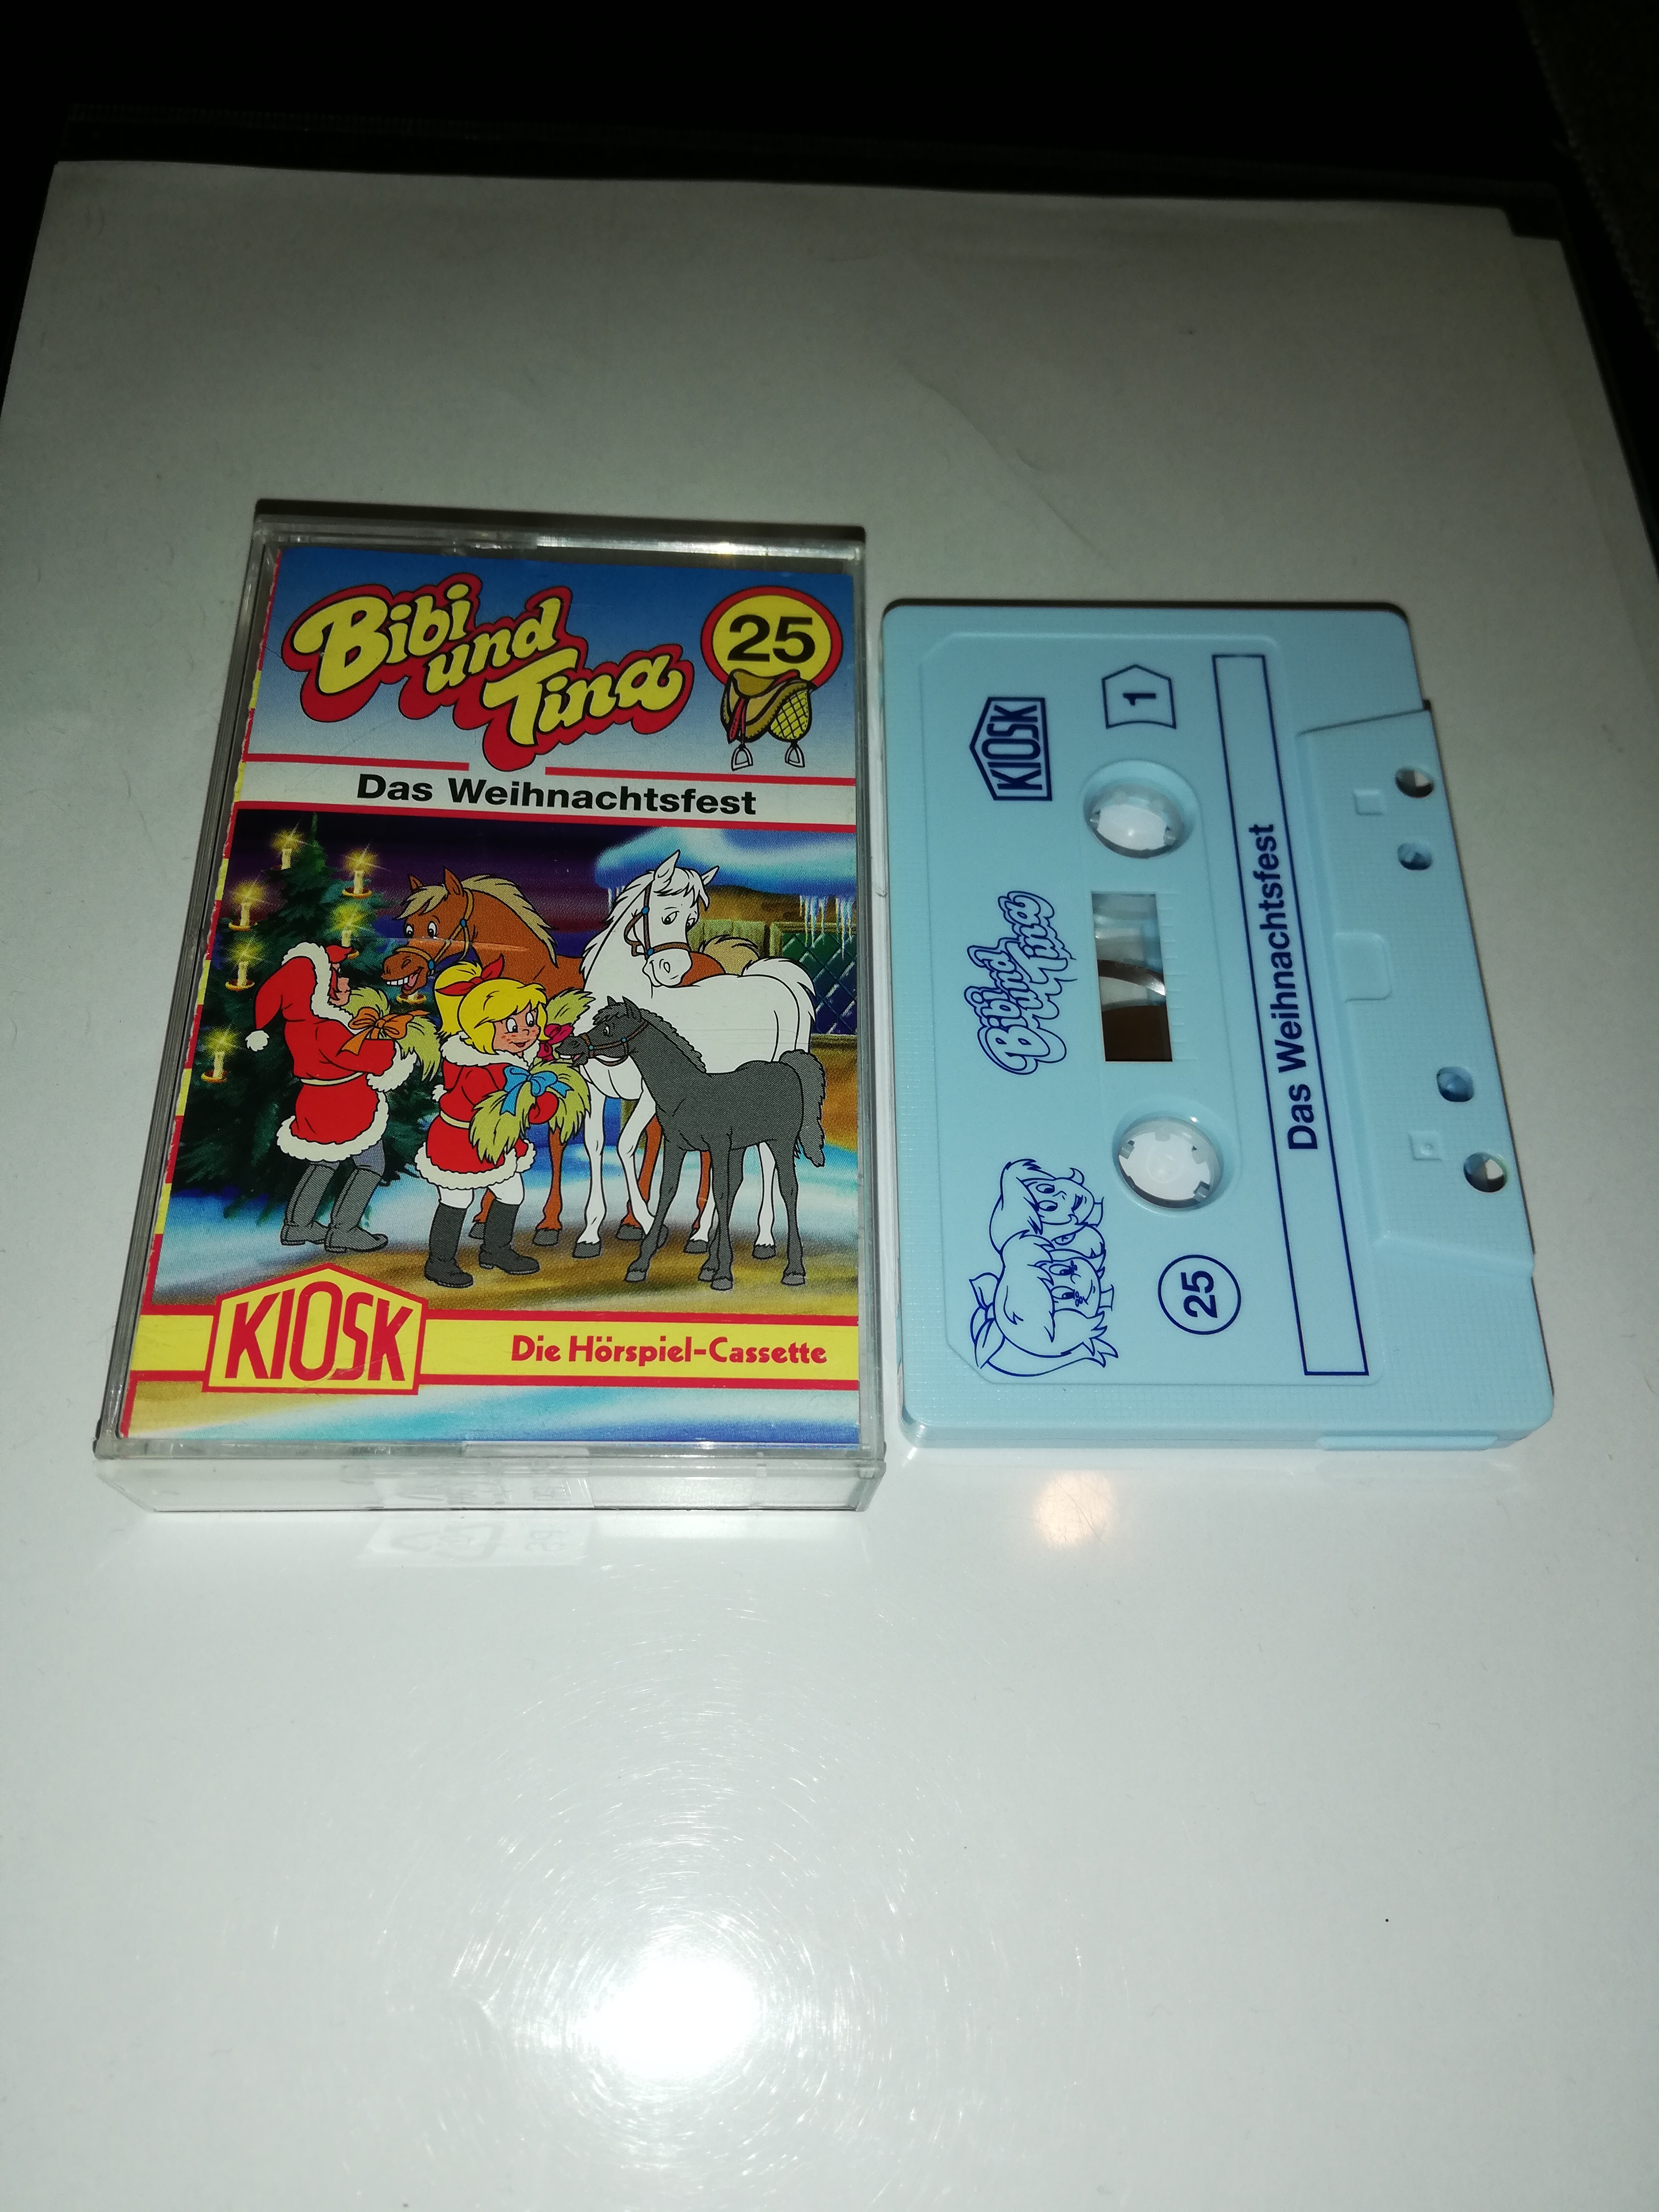 Bibi
und
Tina
25
Das Weihnachtsfest
KIOSK
Die Hörspiel-Cassette
KIOSK
1
Bibi und
Tina
25
Das Weihnachtsfest